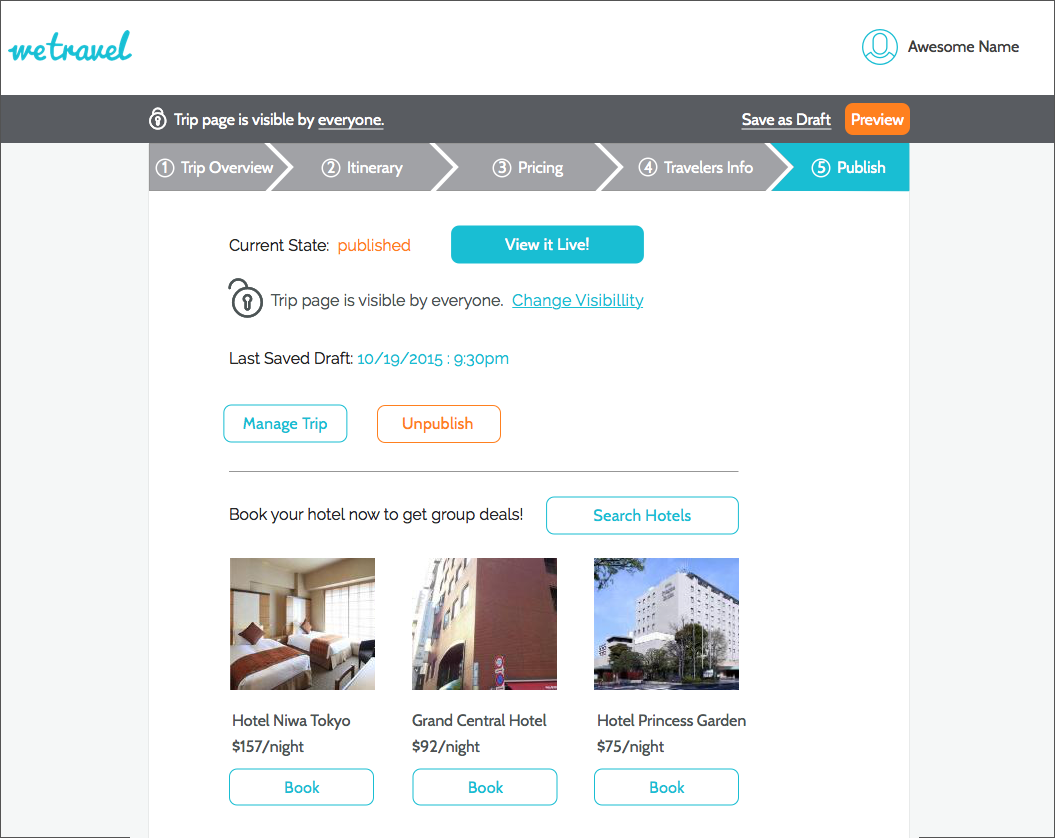 wetravel
Awesome Name
Trip page is visible by everyone.
Save as Draft
Preview
1 Trip Overview
2 Itinerary
3 Pricing
4 Travelers Info
5 Publish
Current State: published
View it Live!
Trip page is visible by everyone. Change Visibillity
Last Saved Draft: 10/19/2015 : 9:30pm
Manage Trip
Unpublish
Book your hotel now to get group deals!
Search Hotels
Hotel Niwa Tokyo
Grand Central Hotel
Hotel Princess Garden
$157/night
$92/night
$75/night
Book
Book
Book